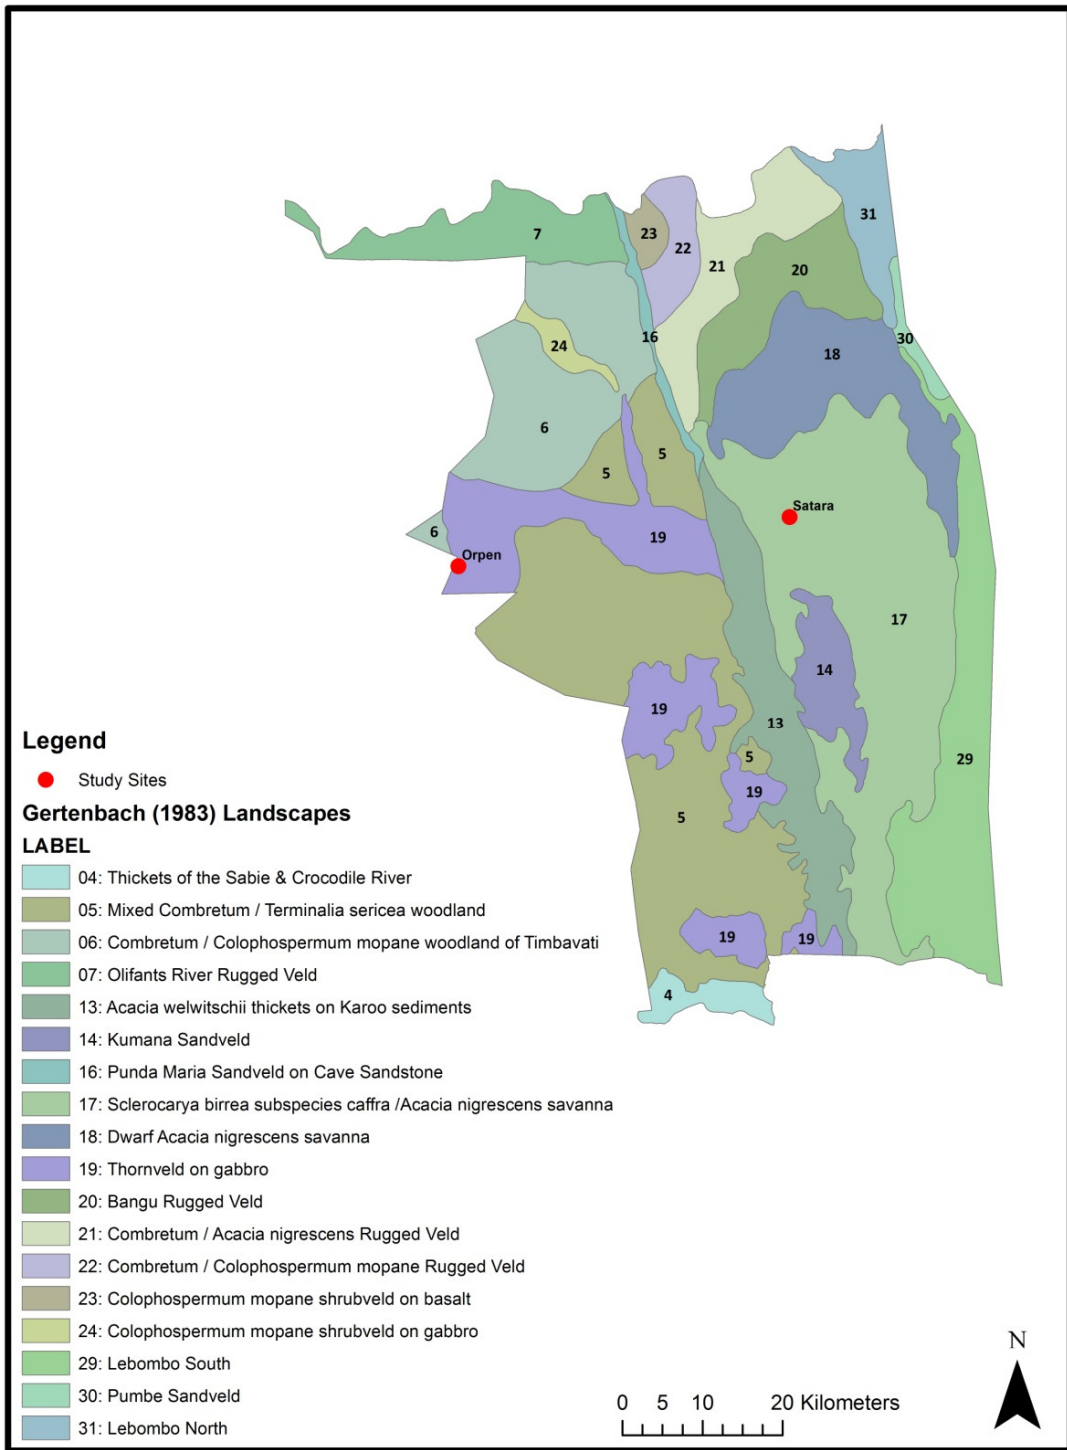 7
23
22
21
31
20
16
30
24
18
6
5
5
Satara
6
19
Orpen
17
14
19
13
5
19
29
5
19
19
4
Legend
Study Sites
Gertenbach (1983) Landscapes
LABEL
04: Thickets of the Sabie & Crocodile River
05: Mixed Combretum / Terminalia sericea woodland
06: Combretum / Colophospermum mopane woodland of Timbavati
07: Olifants River Rugged Veld
13: Acacia welwitschii thickets on Karoo sediments
14: Kumana Sandveld
16: Punda Maria Sandveld on Cave Sandstone
17: Sclerocarya birrea subspecies caffra /Acacia nigrescens savanna
18: Dwarf Acacia nigrescens savanna
19: Thornveld on gabbro
20: Bangu Rugged Veld
21: Combretum / Acacia nigrescens Rugged Veld
22: Combretum / Colophospermum mopane Rugged Veld
23: Colophospermum mopane shrubveld on basalt
24: Colophospermum mopane shrubveld on gabbro
29: Lebombo South
30: Pumbe Sandveld
31: Lebombo North
0 5 10 20 Kilometers
N